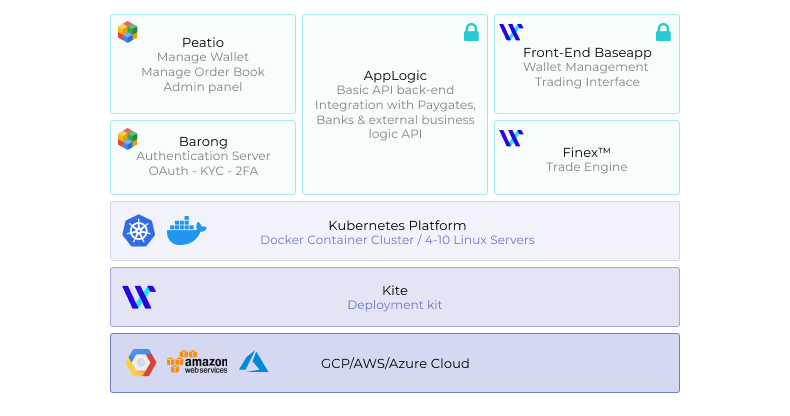 Peatio
Manage Wallet
Manage Order Book
Admin panel
AppLogic
Basic API back-end
Integration with Paygates,
Banks & external business
logic API
Front-End Baseapp
Wallet Management
Trading Interface
Barong
Authentication Server
OAuth - KYC - 2FA
Finex™
Trade Engine
Kubernetes Platform
Docker Container Cluster / 4-10 Linux Servers
Kite
Deployment kit
amazon
webservices
GCP/AWS/Azure Cloud